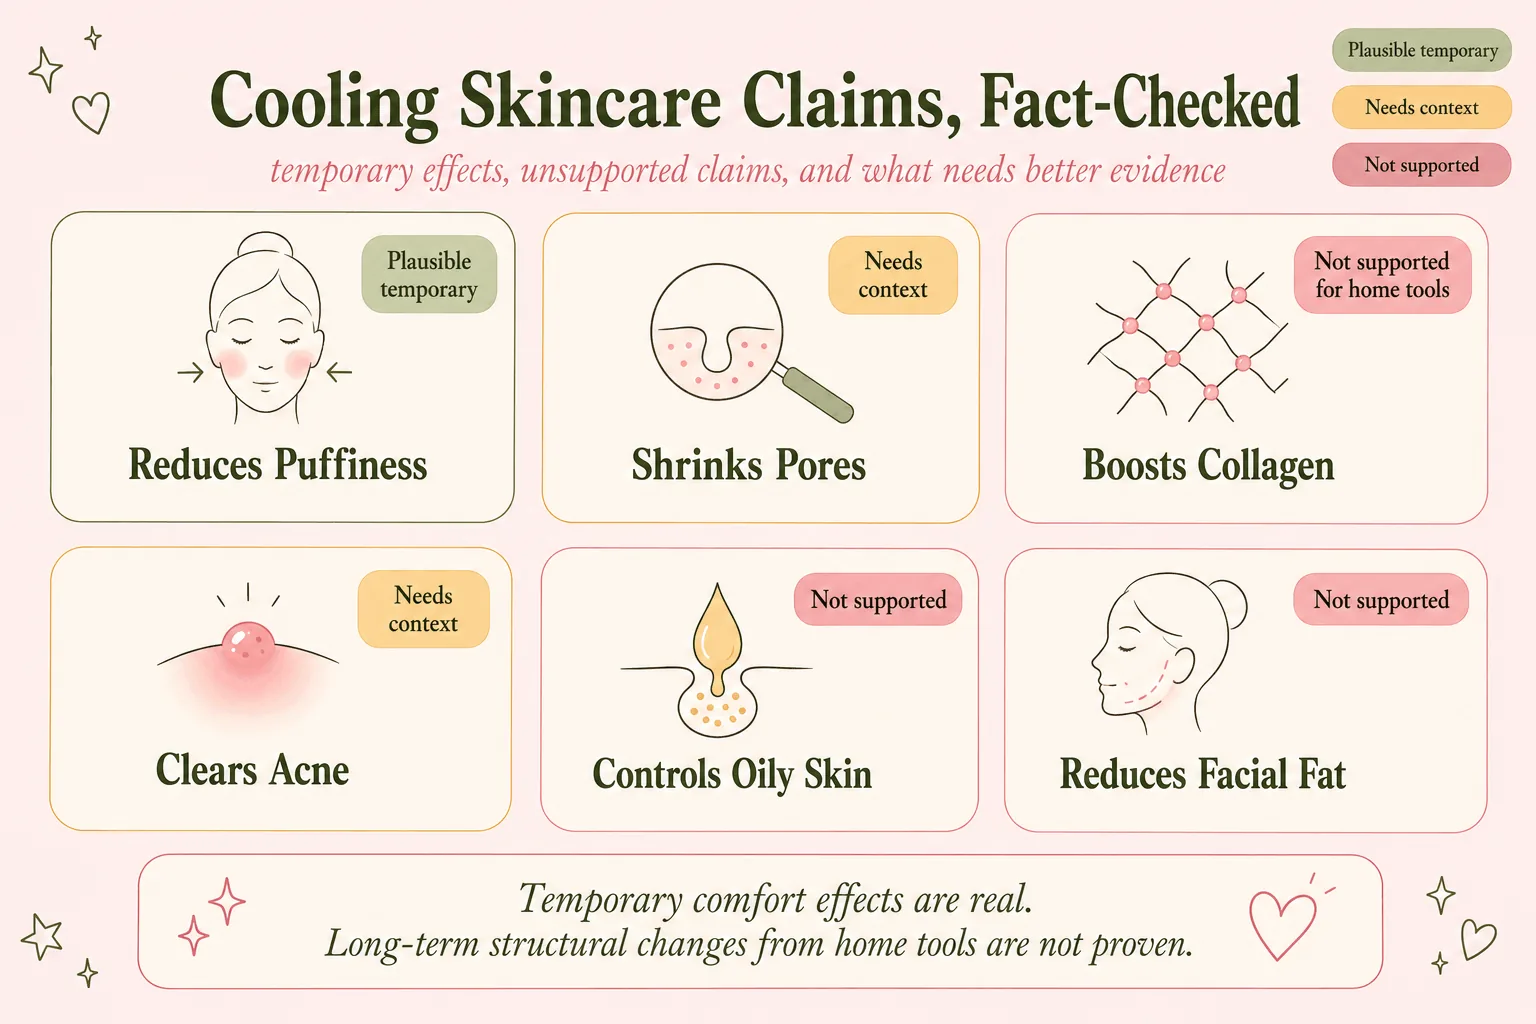 Cooling Skincare Claims, Fact-Checked
temporary effects, unsupported claims, and what needs better evidence
Plausible temporary
Needs context
Not supported
Plausible
temporary
Reduces Puffiness
Needs
context
Shrinks Pores
Not supported
for home tools
Boosts Collagen
Needs
context
Clears Acne
Not supported
Controls Oily Skin
Not supported
Reduces Facial Fat
Temporary comfort effects are real.
Long-term structural changes from home tools are not proven.